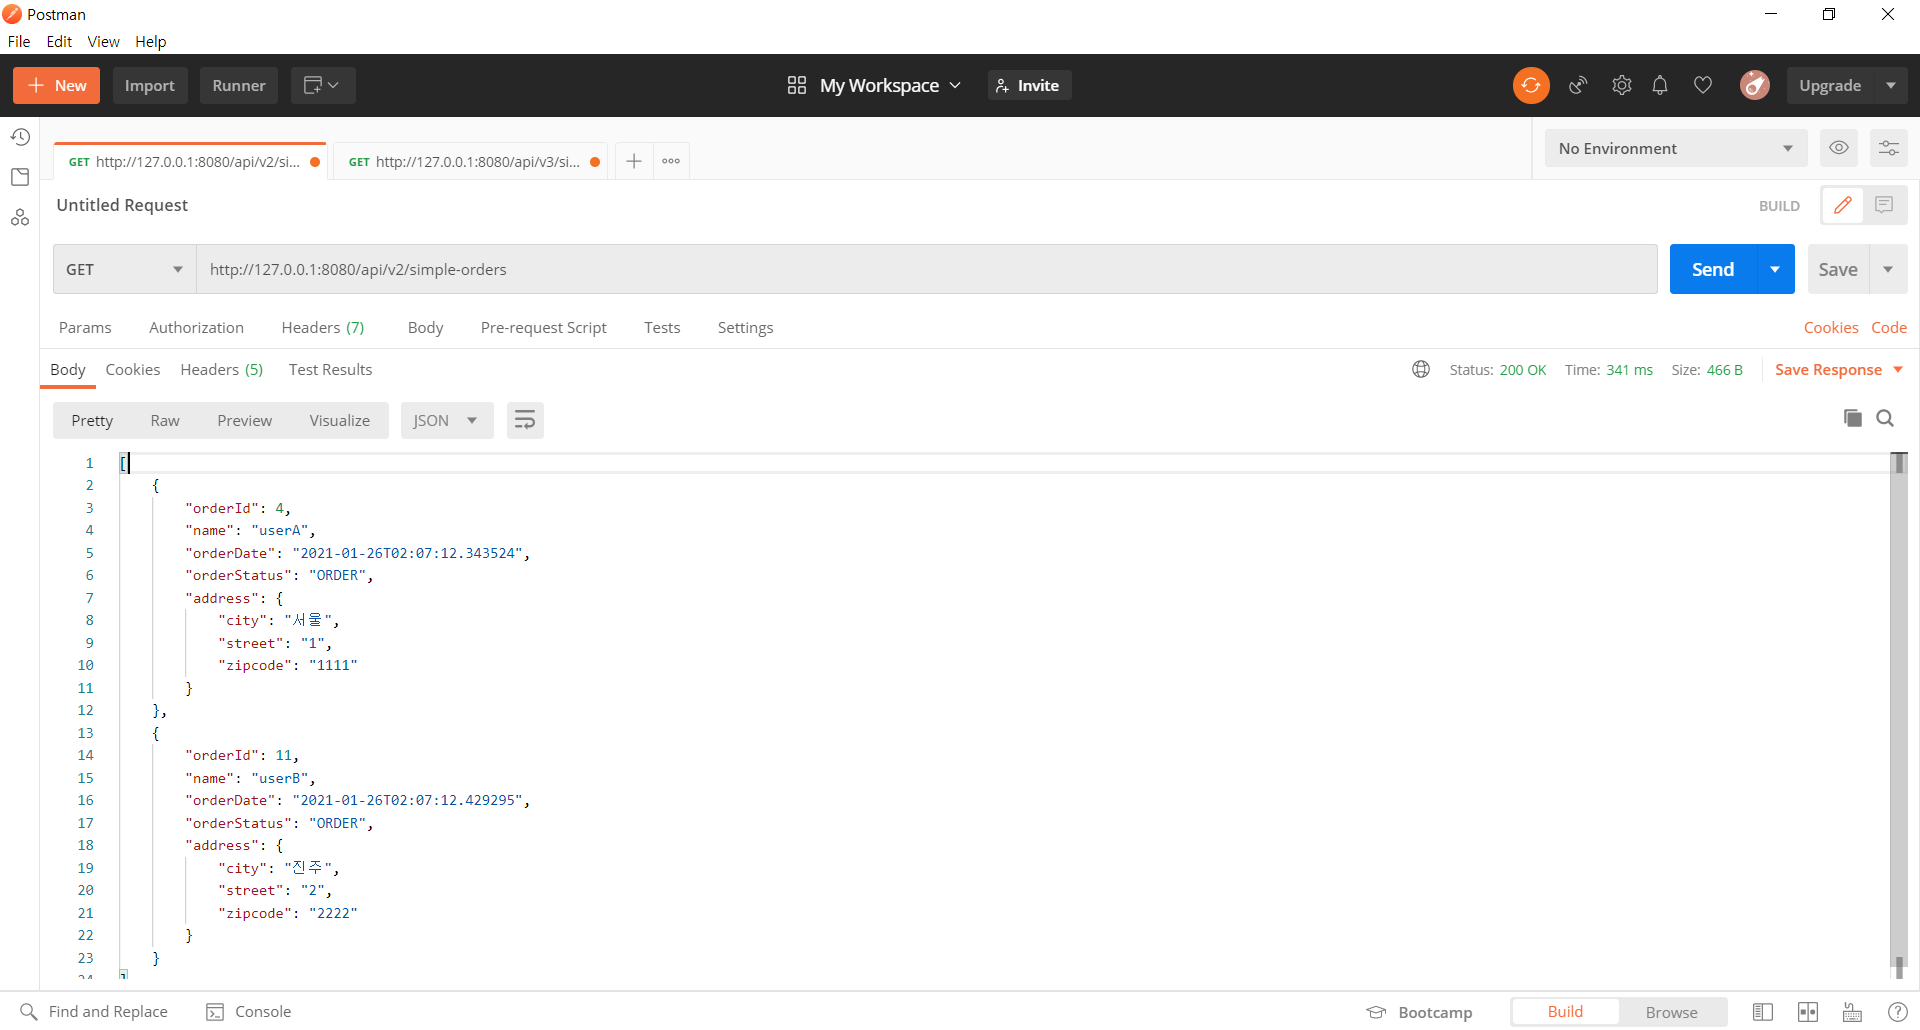 Postman
File Edit View Help
New Import Runner My Workspace Invite Upgrade
GET http://127.0.0.1:8080/api/v2/si... GET http://127.0.0.1:8080/api/v3/si... No Environment
Untitled Request BUILD
GET http://127.0.0.1:8080/api/v2/simple-orders Send Save
Params Authorization Headers (7) Body Pre-request Script Tests Settings Cookies Code
Body Cookies Headers (5) Test Results Status: 200 OK Time: 341 ms Size: 466 B Save Response
Pretty Raw Preview Visualize JSON
1 [
2 {
3 "orderId": 4,
4 "name": "userA",
5 "orderDate": "2021-01-26T02:07:12.343524",
6 "orderStatus": "ORDER",
7 "address": {
8 "city": "서울",
9 "street": "1",
10 "zipcode": "1111"
11 }
12 },
13 {
14 "orderId": 11,
15 "name": "userB",
16 "orderDate": "2021-01-26T02:07:12.429295",
17 "orderStatus": "ORDER",
18 "address": {
19 "city": "진주",
20 "street": "2",
21 "zipcode": "2222"
22 }
23 }
24 ]
Find and Replace Console Bootcamp Build Browse